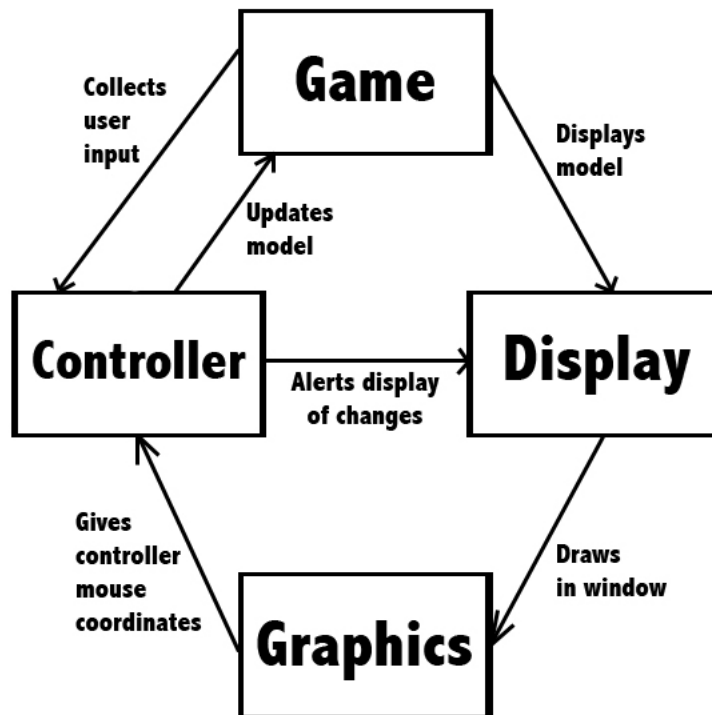 Game
Collects
user
input
Displays
model
Updates
model
Controller
Display
Alerts display
of changes
Gives
controller
mouse
coordinates
Draws
in window
Graphics